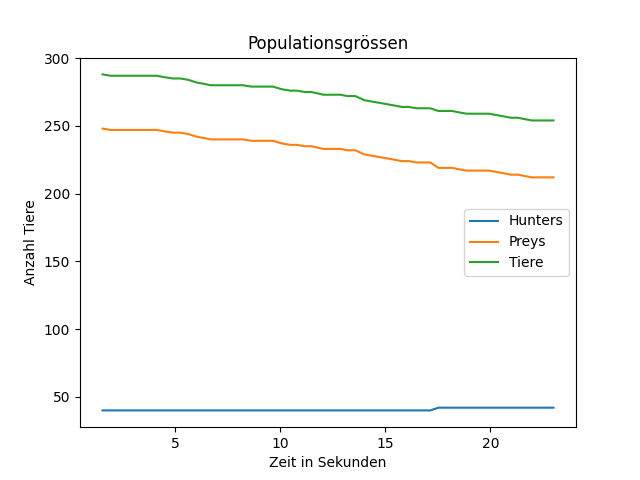 Populationsgrössen
300
250
200
150
100
50
Anzahl Tiere
Hunters
Preys
Tiere
5 10 15 20
Zeit in Sekunden